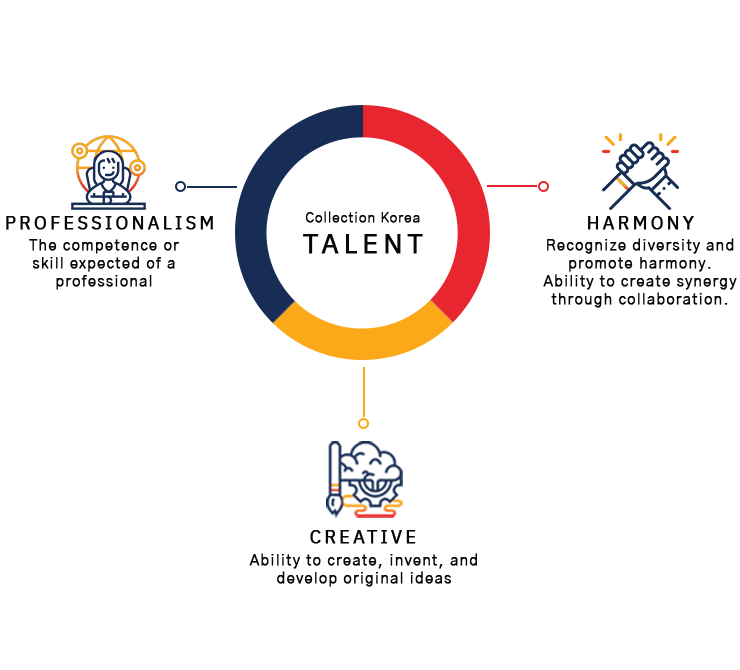 Collection Korea
TALENT
PROFESSIONALISM
The competence or
skill expected of a
professional
HARMONY
Recognize diversity and
promote harmony.
Ability to create synergy
through collaboration.
CREATIVE
Ability to create, invent, and
develop original ideas